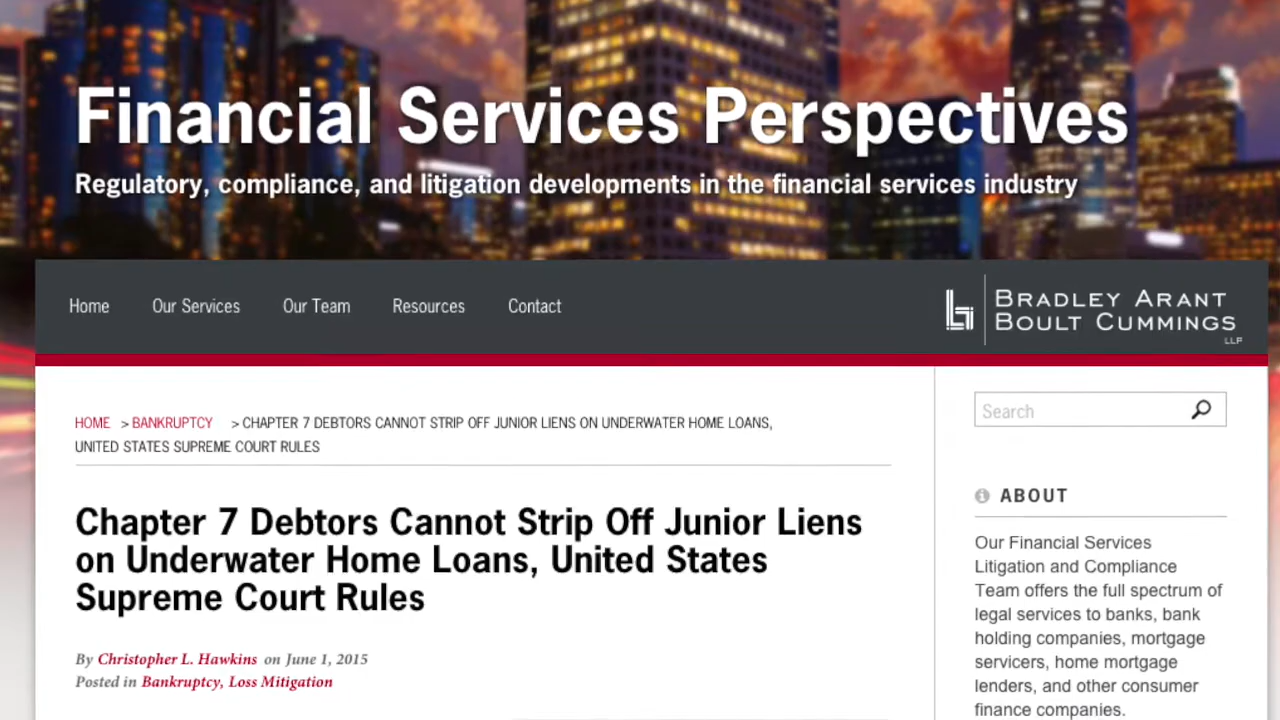 Financial Services Perspectives
Regulatory, compliance, and litigation developments in the financial services industry
Home Our Services Our Team Resources Contact
BRADLEY ARANT
BOULT CUMMINGS
LLP
HOME > BANKRUPTCY > CHAPTER 7 DEBTORS CANNOT STRIP OFF JUNIOR LIENS ON UNDERWATER HOME LOANS,
UNITED STATES SUPREME COURT RULES
Chapter 7 Debtors Cannot Strip Off Junior Liens
on Underwater Home Loans, United States
Supreme Court Rules
By Christopher L. Hawkins on June 1, 2015
Posted in Bankruptcy, Loss Mitigation
Search
ABOUT
Our Financial Services
Litigation and Compliance
Team offers the full spectrum of
legal services to banks, bank
holding companies, mortgage
servicers, home mortgage
lenders, and other consumer
finance companies.